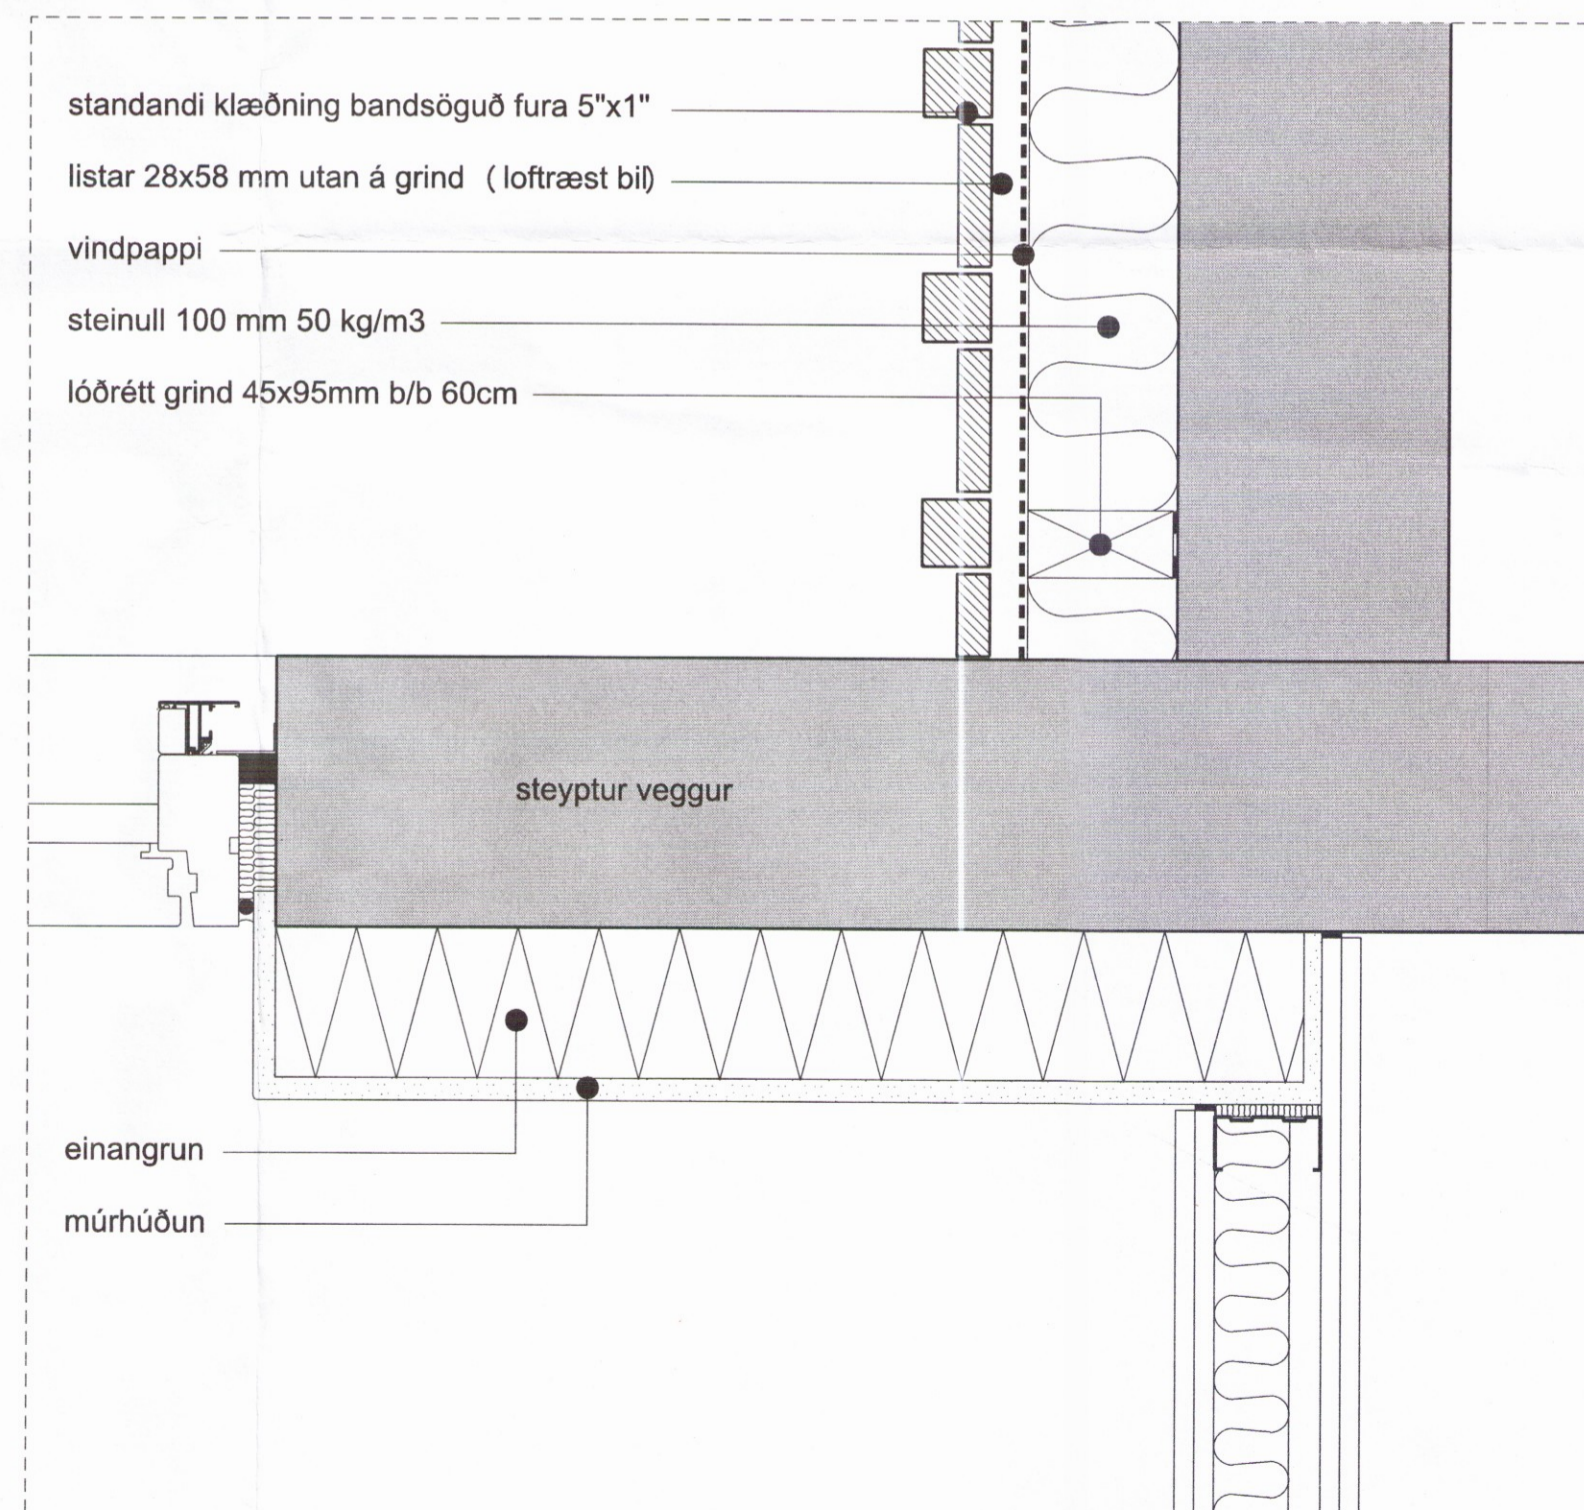 standandi klæðning bandsöguð fura 5"x1"
listar 28x58 mm utan á grind ( loftræst bil)
vindpappi
steinull 100 mm 50 kg/m3
lóðrétt grind 45x95mm b/b 60cm
steyptur veggur
einangrun
múrhúðun